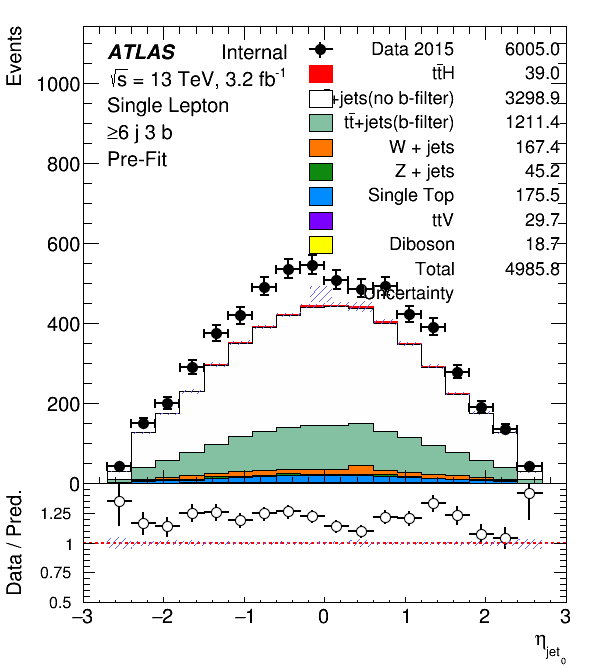 Events
ATLAS Internal
√s = 13 TeV, 3.2 fb-1
Single Lepton
≥6 j 3 b
Pre-Fit
Data 2015 6005.0
tt̄H 39.0
+jets(no b-filter) 3298.9
tt̄+jets(b-filter) 1211.4
W + jets 167.4
Z + jets 45.2
Single Top 175.5
ttV 29.7
Diboson 18.7
Total 4985.8
Uncertainty
1000
800
600
400
200
0
Data / Pred.
1.25
1
0.75
0.5
−3 −2 −1 0 1 2 3
ηjet0